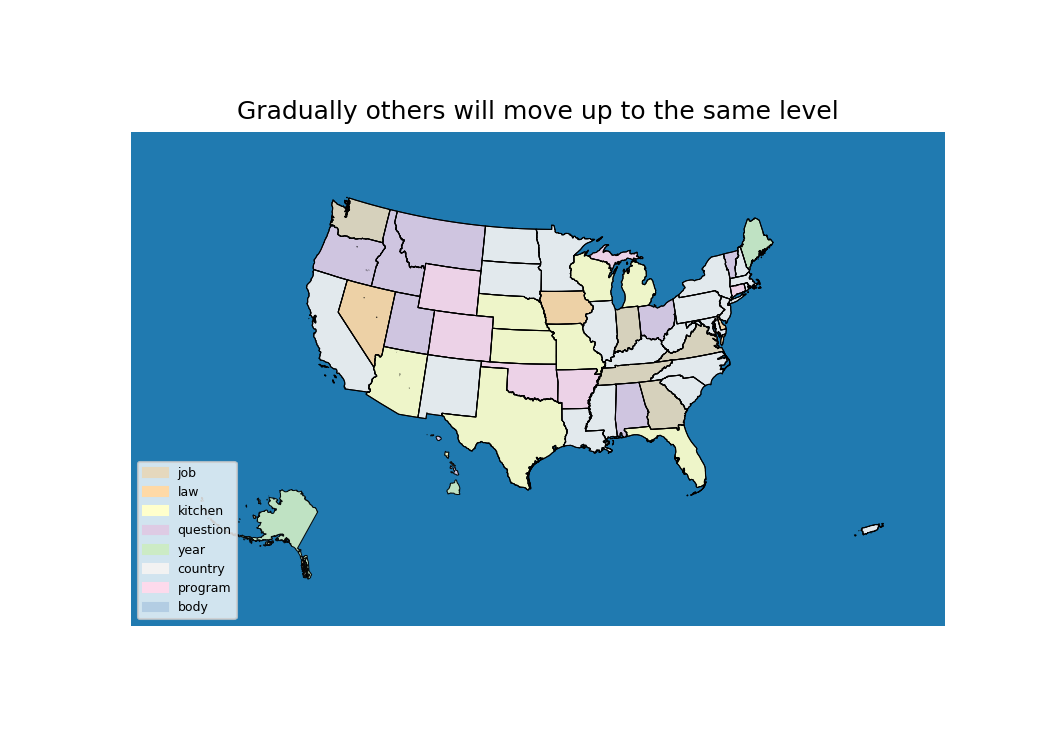 Gradually others will move up to the same level
job
law
kitchen
question
year
country
program
body